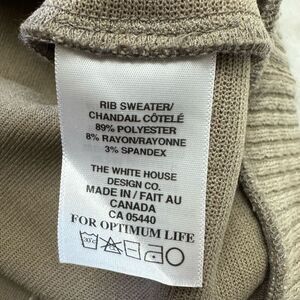 RIB SWEATER/
CHANDAIL CÔTELÉ
89% POLYESTER
8% RAYON/RAYONNE
3% SPANDEX
THE WHITE HOUSE
DESIGN CO.
MADE IN / FAIT AU
CANADA
CA 05440
FOR OPTIMUM LIFE